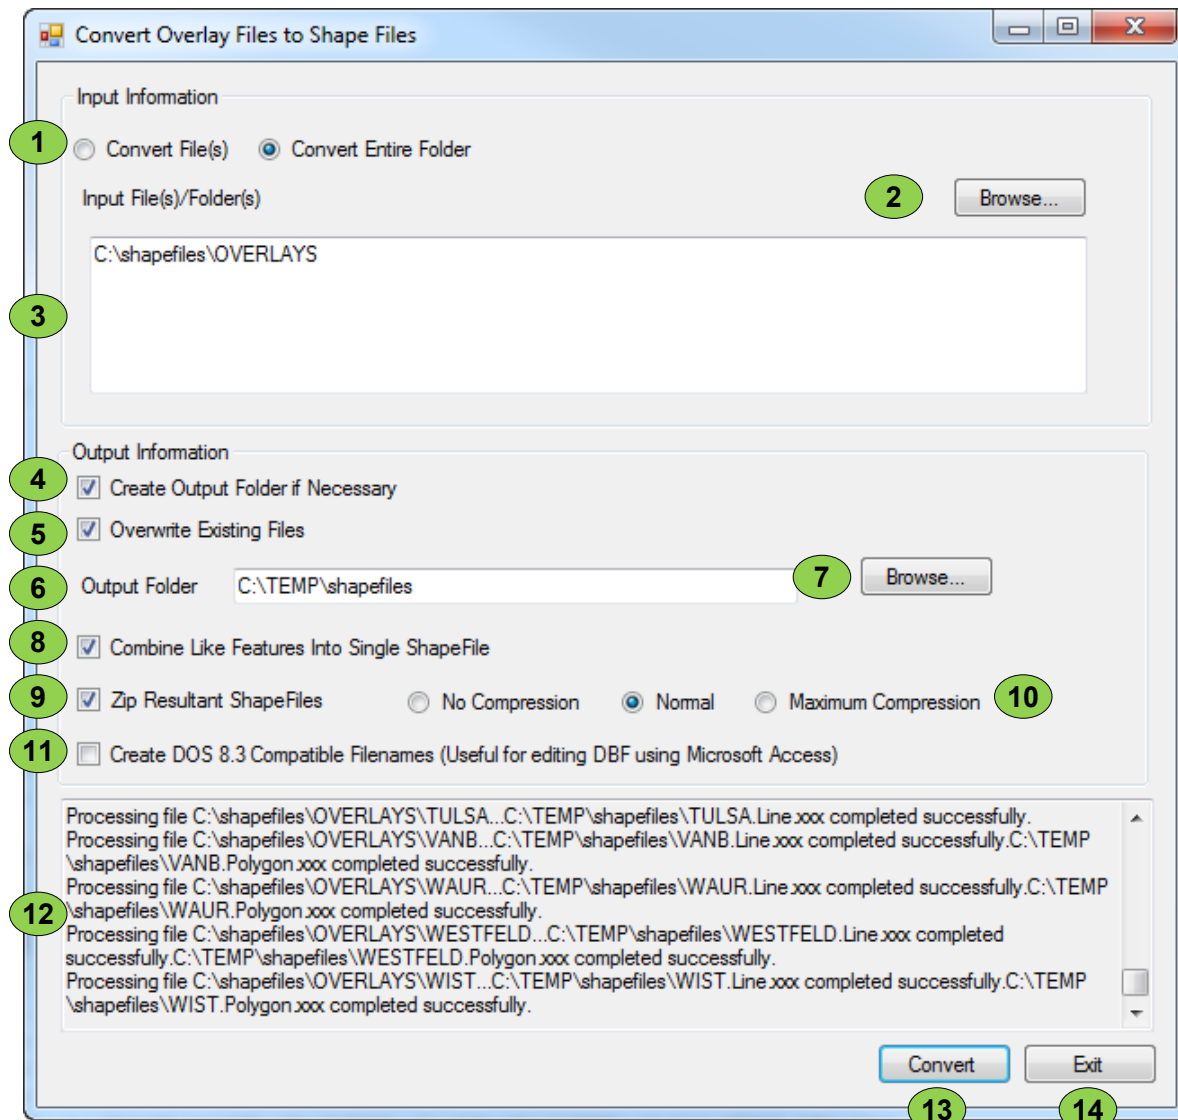 Convert Overlay Files to Shape Files
Input Information
1 Convert File(s) Convert Entire Folder
Input File(s)/Folder(s) 2 Browse...
C:\shapefiles\OVERLAYS
3
Output Information
4 Create Output Folder if Necessary
5 Overwrite Existing Files
6 Output Folder C:\TEMP\shapefiles 7 Browse...
8 Combine Like Features Into Single ShapeFile
9 Zip Resultant ShapeFiles No Compression Normal Maximum Compression 10
11 Create DOS 8.3 Compatible Filenames (Useful for editing DBF using Microsoft Access)
Processing file C:\shapefiles\OVERLAYS\TULSA...C:\TEMP\shapefiles\TULSA.Line.xxx completed successfully.
Processing file C:\shapefiles\OVERLAYS\VANB...C:\TEMP\shapefiles\VANB.Line.xxx completed successfully.C:\TEMP
\shapefiles\VANB.Polygon.xxx completed successfully.
Processing file C:\shapefiles\OVERLAYS\WAUR...C:\TEMP\shapefiles\WAUR.Line.xxx completed successfully.C:\TEMP
12 \shapefiles\WAUR.Polygon.xxx completed successfully.
Processing file C:\shapefiles\OVERLAYS\WESTFELD...C:\TEMP\shapefiles\WESTFELD.Line.xxx completed
successfully.C:\TEMP\shapefiles\WESTFELD.Polygon.xxx completed successfully.
Processing file C:\shapefiles\OVERLAYS\WIST...C:\TEMP\shapefiles\WIST.Line.xxx completed successfully.C:\TEMP
\shapefiles\WIST.Polygon.xxx completed successfully.
Convert Exit
13 14